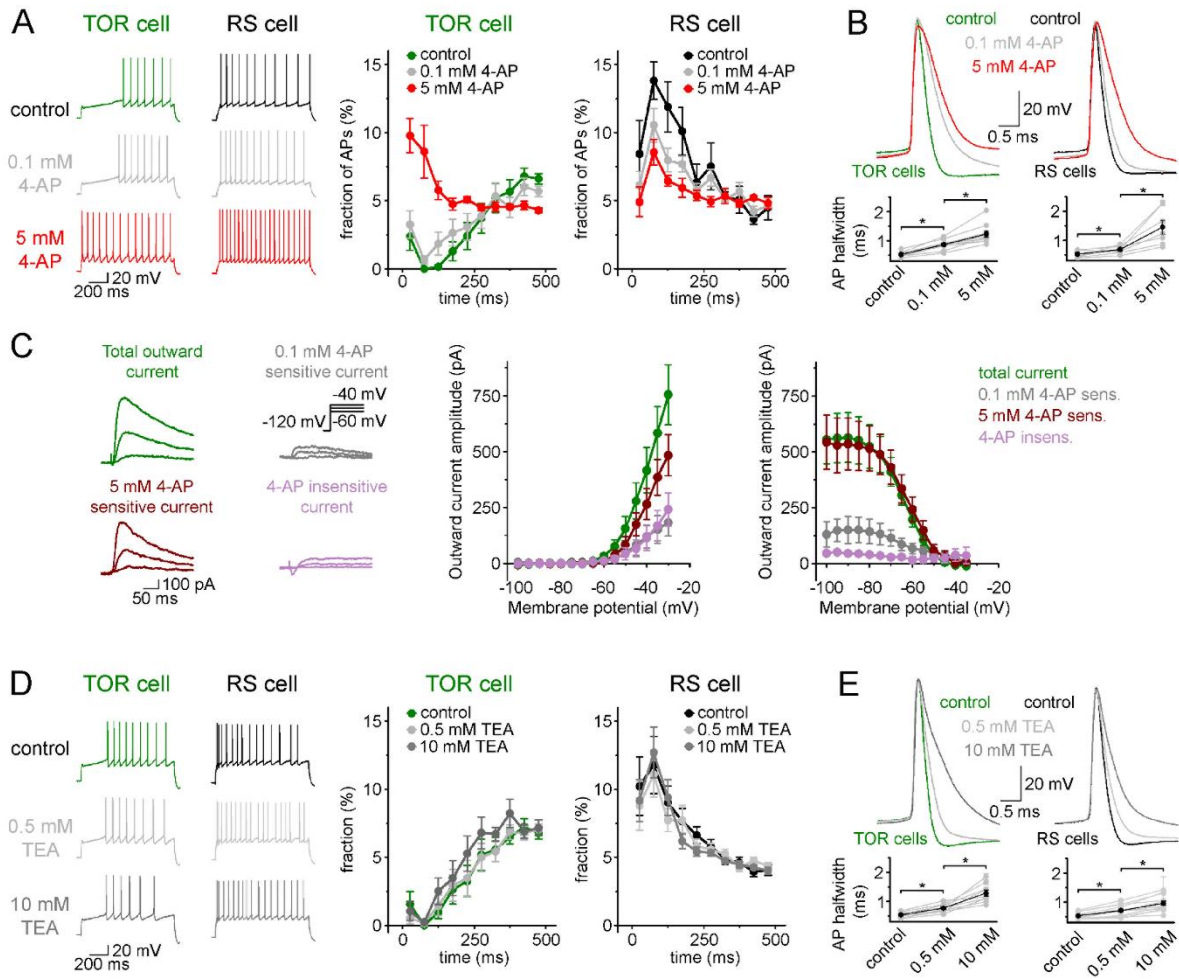 A
TOR cell
RS cell
control
0.1 mM
4-AP
5 mM
4-AP
20 mV
200 ms
TOR cell
control
0.1 mM 4-AP
5 mM 4-AP
fraction of APs (%)
15
10
5
0
0
250
500
time (ms)
RS cell
control
0.1 mM 4-AP
5 mM 4-AP
fraction of APs (%)
15
10
5
0
0
250
500
time (ms)
B
control
control
0.1 mM 4-AP
5 mM 4-AP
20 mV
0.5 ms
TOR cells
RS cells
AP halfwidth
(ms)
2
1
*
*
control
0.1 mM
5 mM
2
1
*
*
control
0.1 mM
5 mM
C
Total outward
current
0.1 mM 4-AP
sensitive current
-40 mV
-120 mV
-60 mV
5 mM 4-AP
sensitive current
4-AP insensitive
current
100 pA
50 ms
Outward current amplitude (pA)
750
500
250
0
-100
-80
-60
-40
-20
Membrane potential (mV)
Outward current amplitude (pA)
750
500
250
0
-100
-80
-60
-40
-20
Membrane potential (mV)
total current
0.1 mM 4-AP sens.
5 mM 4-AP sens.
4-AP insens.
D
TOR cell
RS cell
control
0.5 mM
TEA
10 mM
TEA
20 mV
200 ms
TOR cell
control
0.5 mM TEA
10 mM TEA
fraction (%)
15
10
5
0
0
250
500
time (ms)
RS cell
control
0.5 mM TEA
10 mM TEA
fraction (%)
15
10
5
0
0
250
500
time (ms)
E
control
control
0.5 mM TEA
10 mM TEA
20 mV
0.5 ms
TOR cells
RS cells
AP halfwidth
(ms)
2
1
*
*
control
0.5 mM
10 mM
2
1
*
*
control
0.5 mM
10 mM